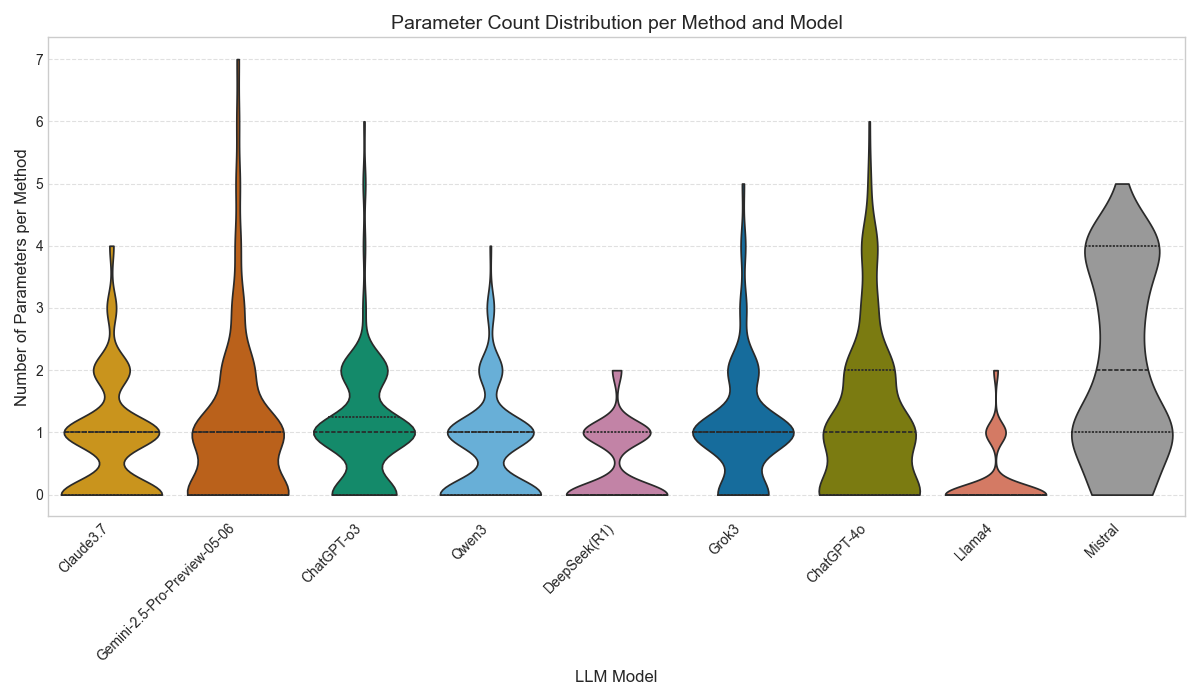 Parameter Count Distribution per Method and Model
Number of Parameters per Method
7
6
5
4
3
2
1
0
Claude3.7
Gemini-2.5-Pro-Preview-05-06
ChatGPT-o3
Qwen3
DeepSeek(R1)
Grok3
ChatGPT-4o
Llama4
Mistral
LLM Model